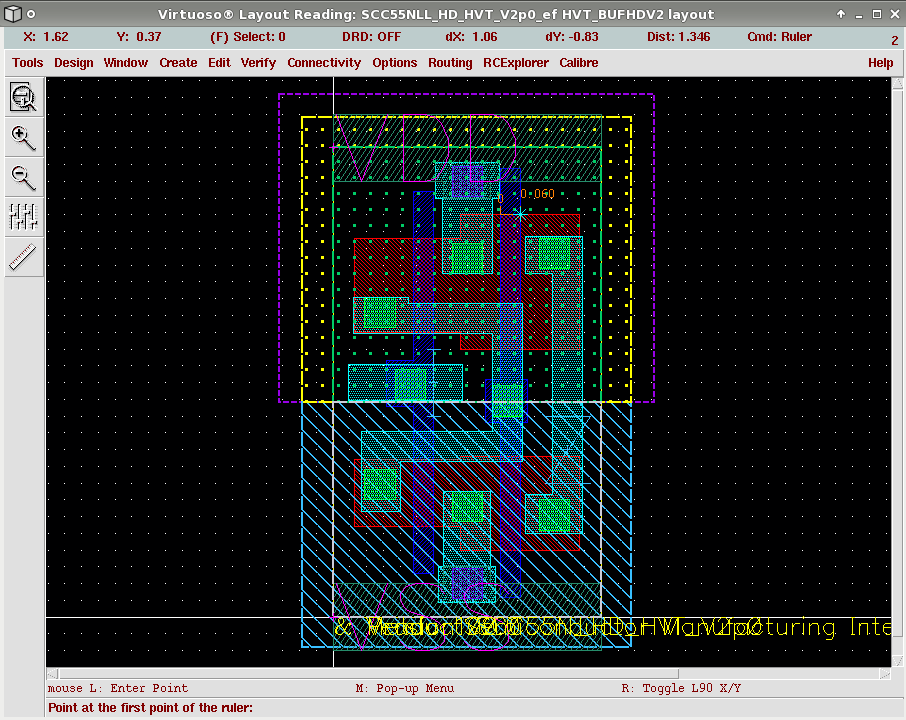 Virtuoso® Layout Reading: SCC55NLL_HD_HVT_V2p0_ef HVT_BUFHDV2 layout
X: 1.62 Y: 0.37 (F) Select: 0 DRD: OFF dX: 1.06 dY: -0.83 Dist: 1.346 Cmd: Ruler 2
Tools Design Window Create Edit Verify Connectivity Options Routing RCExplorer Calibre Help
0 0.060
mouse L: Enter Point M: Pop-up Menu R: Toggle L90 X/Y
Point at the first point of the ruler: